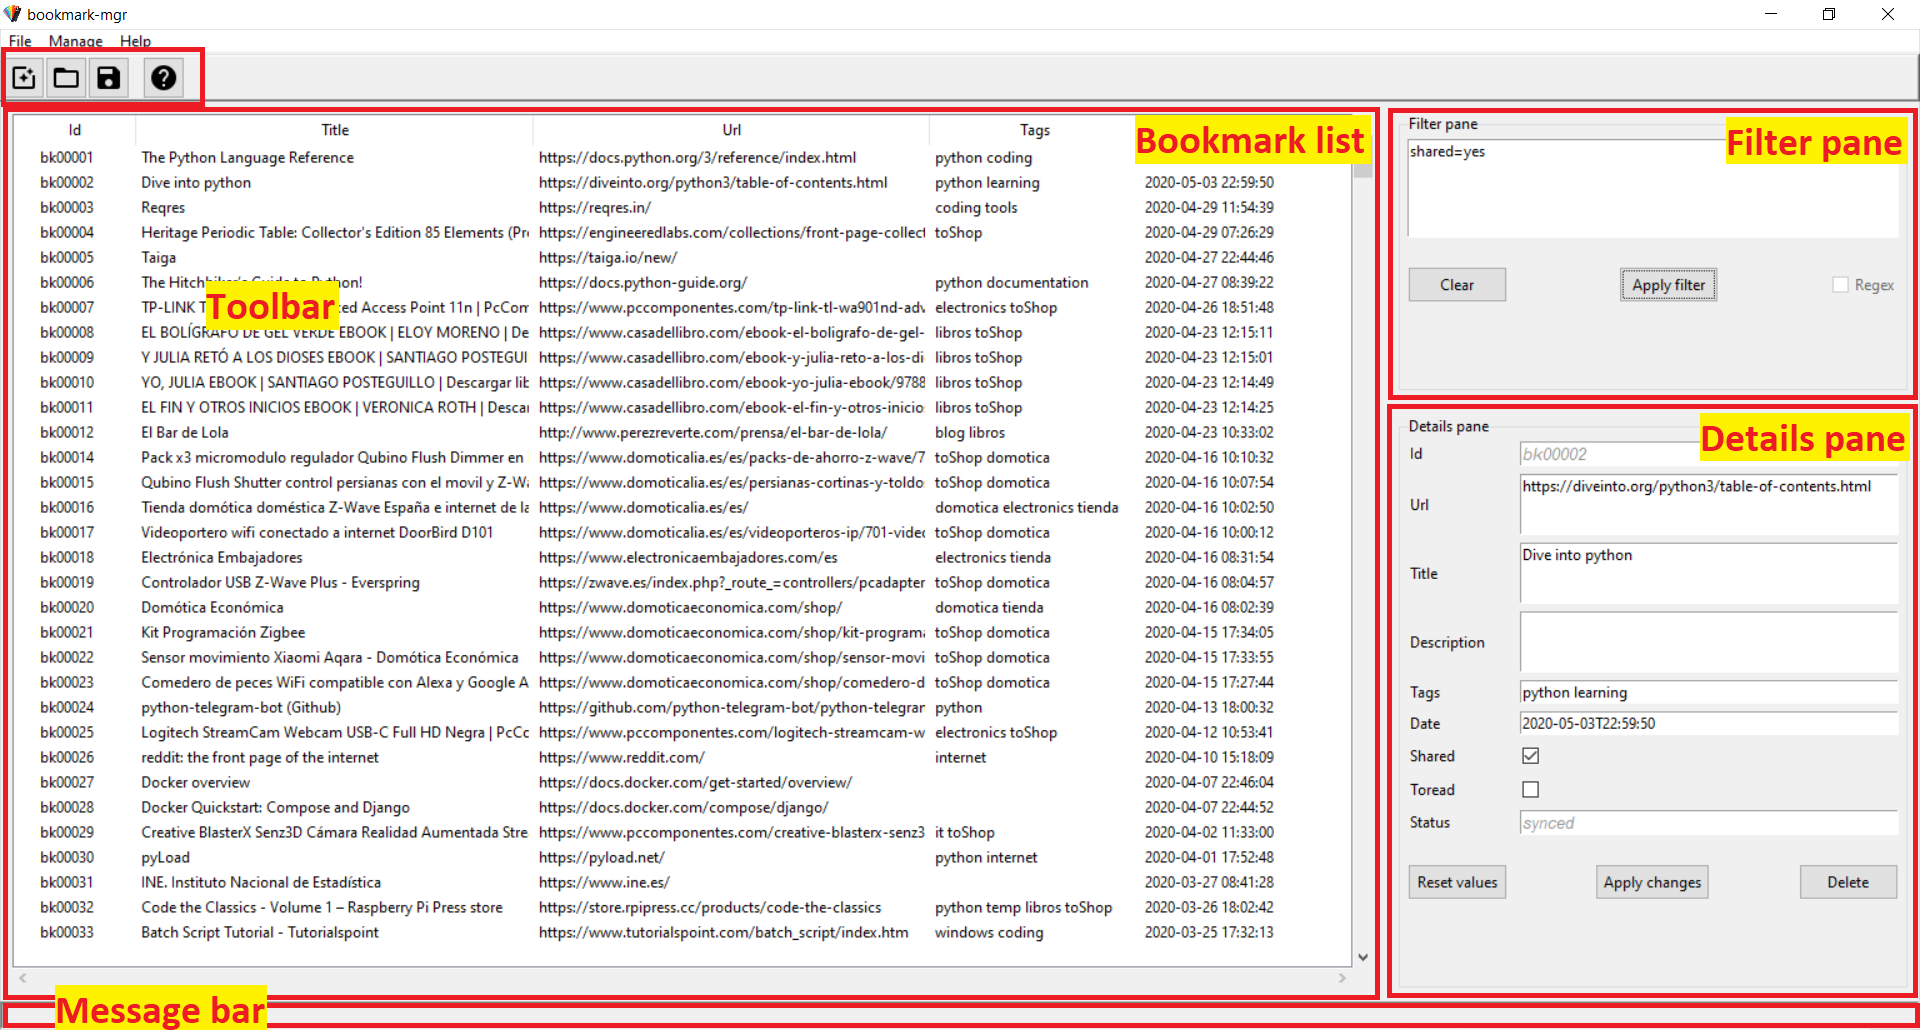 bookmark-mgr
File Manage Help
Id Title Url Tags
Bookmark list
bk00001 The Python Language Reference https://docs.python.org/3/reference/index.html python coding
bk00002 Dive into python https://diveinto.org/python3/table-of-contents.html python learning 2020-05-03 22:59:50
bk00003 Reqres https://reqres.in/ coding tools 2020-04-29 11:54:39
bk00004 Heritage Periodic Table: Collector's Edition 85 Elements (Pr https://engineeredlabs.com/collections/front-page-collect toShop 2020-04-29 07:26:29
bk00005 Taiga https://taiga.io/new/ 2020-04-27 22:44:46
bk00006 The Hitchhiker's Guide to Python! https://docs.python-guide.org/ python documentation 2020-04-27 08:39:22
Toolbar
bk00007 TP-LINK Access Point 11n | PcCom https://www.pccomponentes.com/tp-link-tl-wa901nd-adv electronics toShop 2020-04-26 18:51:48
bk00008 EL BOLÍGRAFO DE GEL VERDE EBOOK | ELOY MORENO | De https://www.casadellibro.com/ebook-el-boligrafo-de-gel- libros toShop 2020-04-23 12:15:11
bk00009 Y JULIA RETÓ A LOS DIOSES EBOOK | SANTIAGO POSTEGUI https://www.casadellibro.com/ebook-y-julia-reto-a-los-di libros toShop 2020-04-23 12:15:01
bk00010 YO, JULIA EBOOK | SANTIAGO POSTEGUILLO | Descargar lib https://www.casadellibro.com/ebook-yo-julia-ebook/9788 libros toShop 2020-04-23 12:14:49
bk00011 EL FIN Y OTROS INICIOS EBOOK | VERONICA ROTH | Desca https://www.casadellibro.com/ebook-el-fin-y-otros-inicio libros toShop 2020-04-23 12:14:25
bk00012 El Bar de Lola http://www.perezreverte.com/prensa/el-bar-de-lola/ blog libros 2020-04-23 10:33:02
bk00014 Pack x3 micromodulo regulador Qubino Flush Dimmer en https://www.domoticalia.es/es/packs-de-ahorro-z-wave/7 toShop domotica 2020-04-16 10:10:32
bk00015 Qubino Flush Shutter control persianas con el movil y Z-Wa https://www.domoticalia.es/es/persianas-cortinas-y-toldo toShop domotica 2020-04-16 10:07:54
bk00016 Tienda domótica doméstica Z-Wave España e internet de la https://www.domoticalia.es/es/ domotica electronics tienda 2020-04-16 10:02:50
bk00017 Videoportero wifi conectado a internet DoorBird D101 https://www.domoticalia.es/es/videoporteros-ip/701-videc toShop domotica 2020-04-16 10:00:12
bk00018 Electrónica Embajadores https://www.electronicaembajadores.com/es electronics tienda 2020-04-16 08:31:54
bk00019 Controlador USB Z-Wave Plus - Everspring https://zwave.es/index.php?_route_=controllers/pcadapter toShop domotica 2020-04-16 08:04:57
bk00020 Domótica Económica https://www.domoticaeconomica.com/shop/ domotica tienda 2020-04-16 08:02:39
bk00021 Kit Programación Zigbee https://www.domoticaeconomica.com/shop/kit-programa toShop domotica 2020-04-15 17:34:05
bk00022 Sensor movimiento Xiaomi Aqara - Domótica Económica https://www.domoticaeconomica.com/shop/sensor-movi toShop domotica 2020-04-15 17:33:55
bk00023 Comedero de peces WiFi compatible con Alexa y Google A https://www.domoticaeconomica.com/shop/comedero-d toShop domotica 2020-04-15 17:27:44
bk00024 python-telegram-bot (Github) https://github.com/python-telegram-bot/python-telegran python 2020-04-13 18:00:32
bk00025 Logitech StreamCam Webcam USB-C Full HD Negra | PcCc https://www.pccomponentes.com/logitech-streamcam-w electronics toShop 2020-04-12 10:53:41
bk00026 reddit: the front page of the internet https://www.reddit.com/ internet 2020-04-10 15:18:09
bk00027 Docker overview https://docs.docker.com/get-started/overview/ 2020-04-07 22:46:04
bk00028 Docker Quickstart: Compose and Django https://docs.docker.com/compose/django/ 2020-04-07 22:44:52
bk00029 Creative BlasterX Senz3D Cámara Realidad Aumentada Stre https://www.pccomponentes.com/creative-blasterx-senz3 it toShop 2020-04-02 11:33:00
bk00030 pyLoad https://pyload.net/ python internet 2020-04-01 17:52:48
bk00031 INE. Instituto Nacional de Estadística https://www.ine.es/ 2020-03-27 08:41:28
bk00032 Code the Classics - Volume 1 – Raspberry Pi Press store https://store.rpipress.cc/products/code-the-classics python temp libros toShop 2020-03-26 18:02:42
bk00033 Batch Script Tutorial - Tutorialspoint https://www.tutorialspoint.com/batch_script/index.htm windows coding 2020-03-25 17:32:13
Filter pane
Filter pane
shared=yes
Clear Apply filter Regex
Details pane
Details pane
Id bk00002
Url https://diveinto.org/python3/table-of-contents.html
Title Dive into python
Description
Tags python learning
Date 2020-05-03T22:59:50
Shared
Toread
Status synced
Reset values Apply changes Delete
Message bar